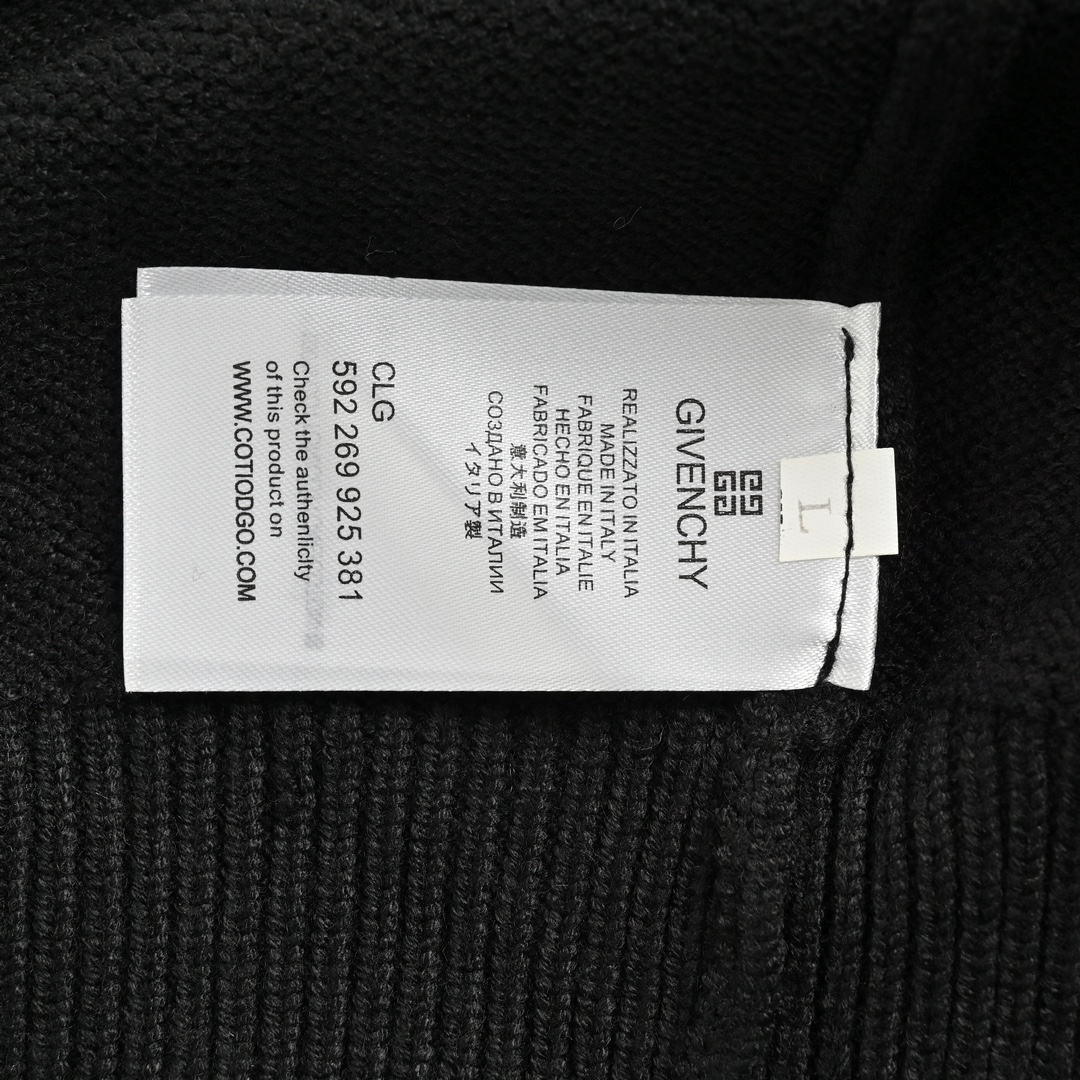 L
GIVENCHY
REALIZZATO IN ITALIA
MADE IN ITALY
FABRIQUE EN ITALIE
HECHO EN ITALIA
FABRICADO EM ITALIA
意大利制造
СОЗДАНО В ИТАПИИ
イタリア製
CLG
592 269 925 381
Check the authenlicity
of this product on
WWW.COTIODGO.COM